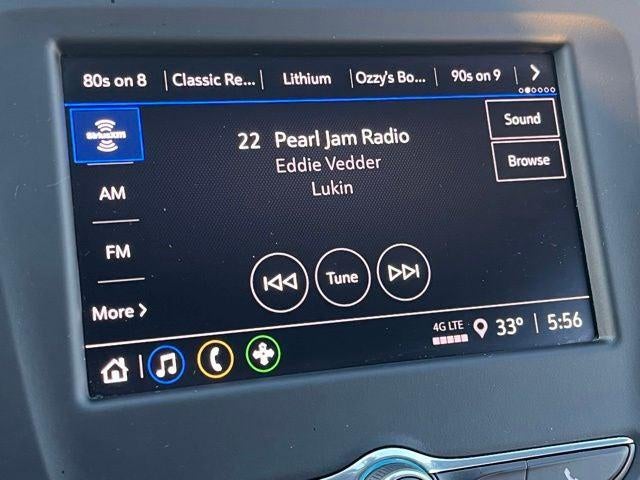 80s on 8 Classic Re... Lithium Ozzy's Bo... 90s on 9
SiriusXM
AM
FM
More
22 Pearl Jam Radio
Eddie Vedder
Lukin
Sound
Browse
Tune
4G LTE 33° 5:56